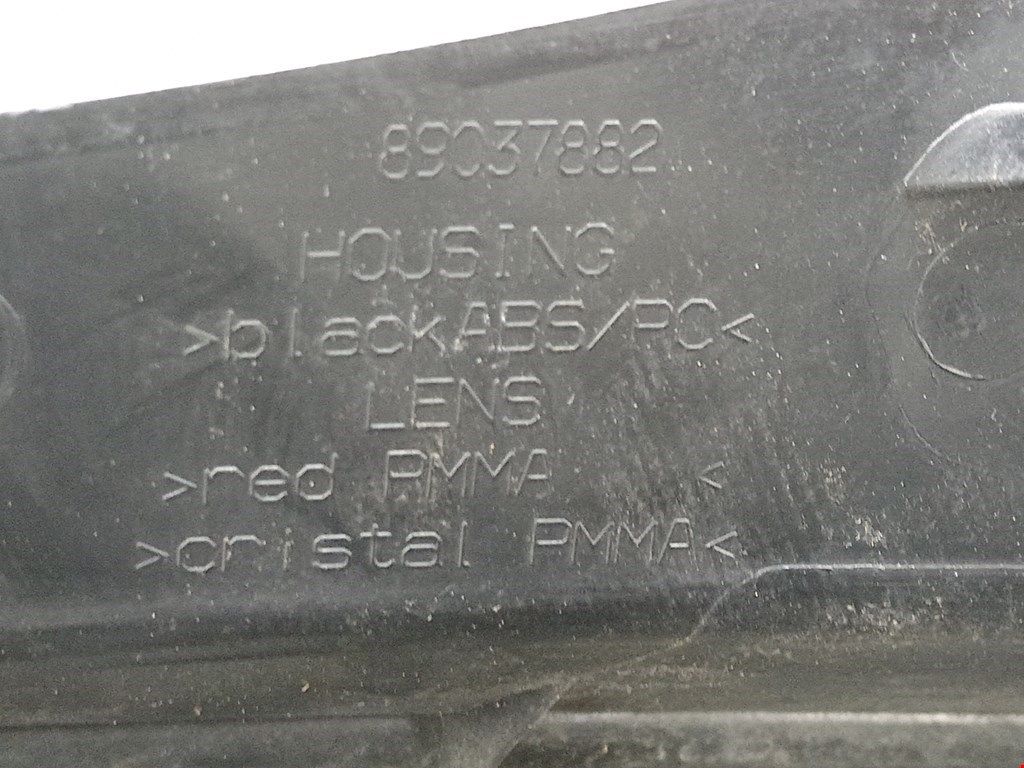 89037882
HOUSING
>blackABS/PC<
LENS
>red PMMA <
>cristal PMMA<